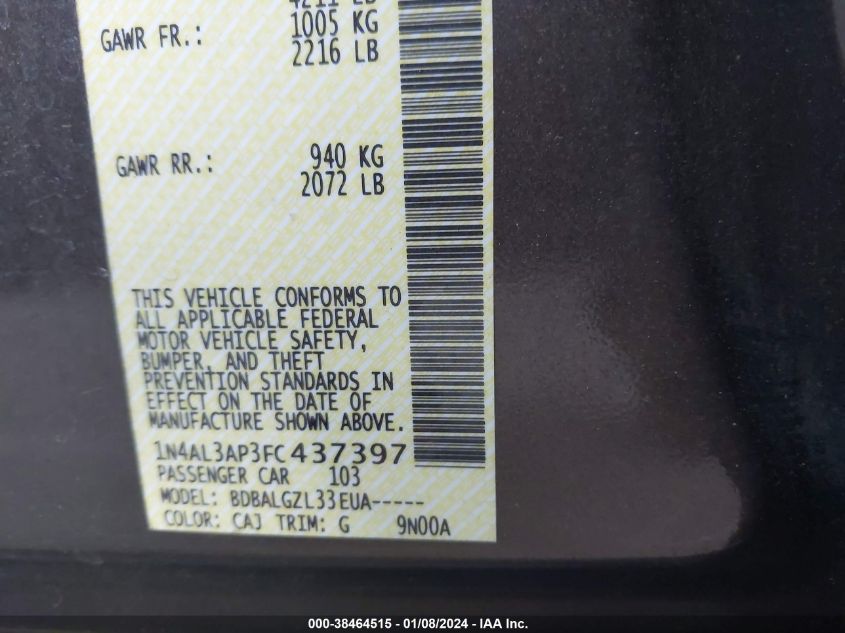 4211 LB
GAWR FR.: 1005 KG
2216 LB
GAWR RR.: 940 KG
2072 LB
THIS VEHICLE CONFORMS TO
ALL APPLICABLE FEDERAL
MOTOR VEHICLE SAFETY,
BUMPER, AND THEFT
PREVENTION STANDARDS IN
EFFECT ON THE DATE OF
MANUFACTURE SHOWN ABOVE.
1N4AL3AP3FC437397
PASSENGER CAR 103
MODEL: BDBALGZL33EUA-----
COLOR: CAJ TRIM: G 9N00A
000-38464515 - 01/08/2024 - IAA Inc.